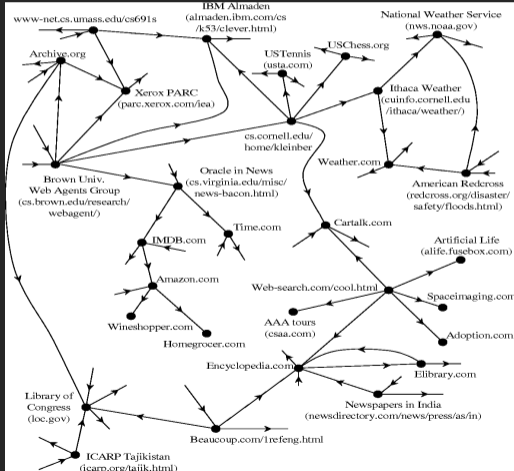 IBM Almaden
(almaden.ibm.com/cs
/k53/clever.html)
www-net.cs.umass.edu/cs691s
National Weather Service
(nws.noaa.gov)
Archive.org
USTennis
(usta.com)
USChess.org
Xerox PARC
(parc.xerox.com/iea)
Ithaca Weather
(cuinfo.cornell.edu
/ithaca/weather/)
cs.cornell.edu/
home/kleinber
Weather.com
Brown Univ.
Web Agents Group
(cs.brown.edu/research/
webagent/)
Oracle in News
(cs.virginia.edu/misc/
news-bacon.html)
American Redcross
(redcross.org/disaster/
safety/floods.html)
Time.com
Cartalk.com
IMDB.com
Artificial Life
(alife.fusebox.com)
Amazon.com
Web-search.com/cool.html
Spaceimaging.com
Wineshopper.com
AAA tours
(csaa.com)
Homegrocer.com
Adoption.com
Encyclopedia.com
Elibrary.com
Library of
Congress
(loc.gov)
Newspapers in India
(newsdirectory.com/news/press/as/in)
Beaucoup.com/1refeng.html
ICARP Tajikistan
(icarp.org/tajik.html)